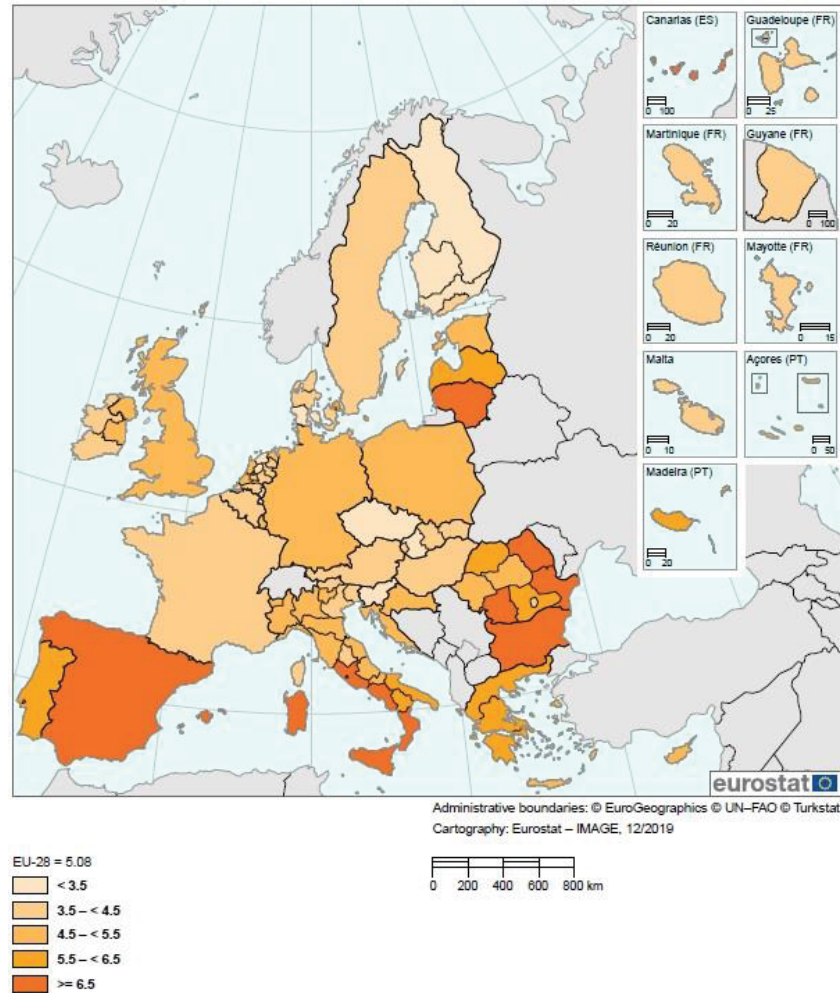 Canarias (ES)
0 100
Guadeloupe (FR)
0 25
Martinique (FR)
0 20
Guyane (FR)
0 100
Réunion (FR)
0 20
Mayotte (FR)
0 15
Malta
0 10
Açores (PT)
0 50
Madeira (PT)
0 20
eurostat
Administrative boundaries: © EuroGeographics © UN–FAO © Turkstat
Cartography: Eurostat – IMAGE, 12/2019
0 200 400 600 800 km
EU-28 = 5.08
< 3.5
3.5 – < 4.5
4.5 – < 5.5
5.5 – < 6.5
>= 6.5